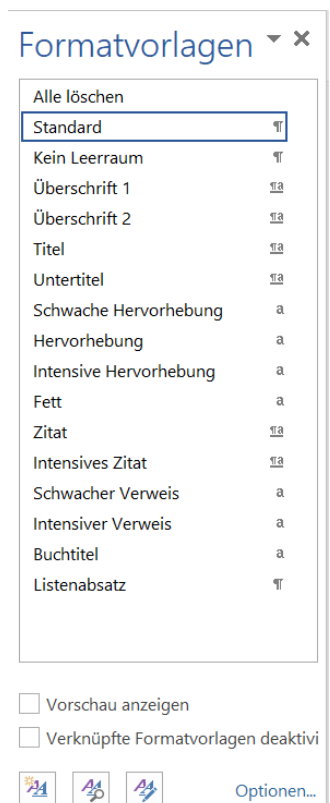 Formatvorlagen
Alle löschen
Standard ¶
Kein Leerraum ¶
Überschrift 1 ¶a
Überschrift 2 ¶a
Titel ¶a
Untertitel ¶a
Schwache Hervorhebung a
Hervorhebung a
Intensive Hervorhebung a
Fett a
Zitat ¶a
Intensives Zitat ¶a
Schwacher Verweis a
Intensiver Verweis a
Buchtitel a
Listenabsatz ¶
Vorschau anzeigen
Verknüpfte Formatvorlagen deaktivi
Optionen...